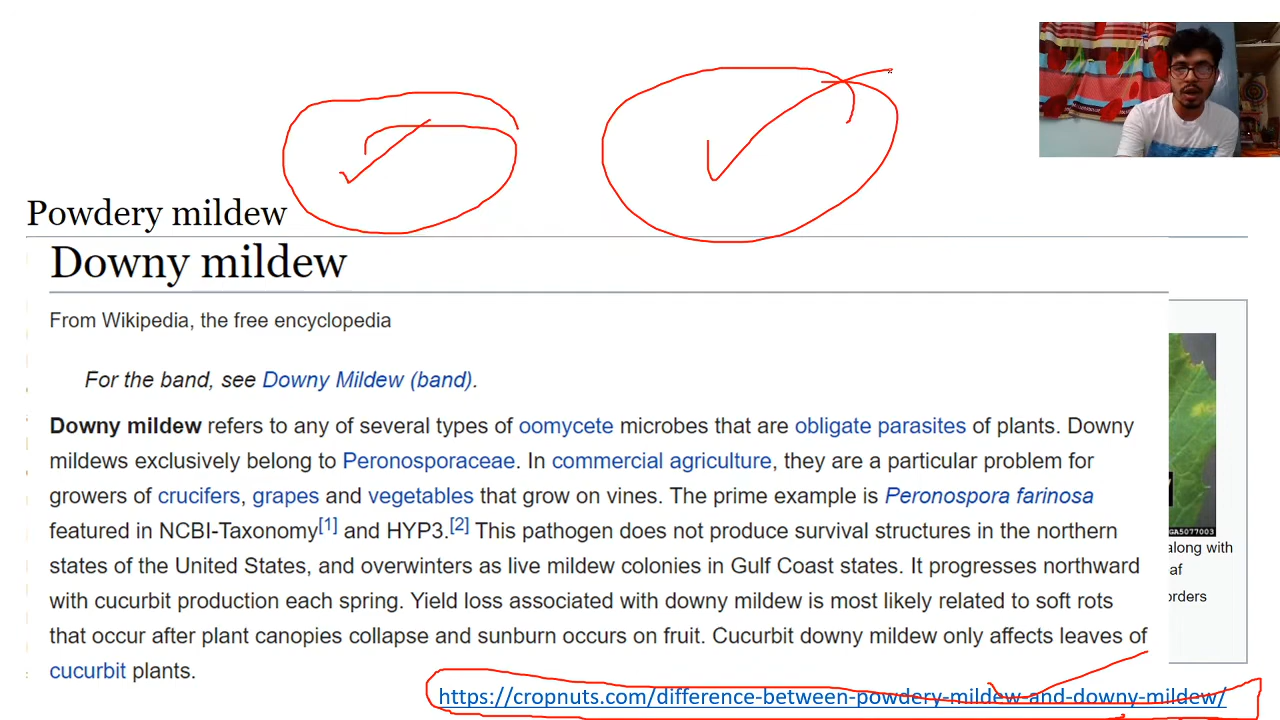 Powdery mildew
Downy mildew
From Wikipedia, the free encyclopedia
For the band, see Downy Mildew (band).
Downy mildew refers to any of several types of oomycete microbes that are obligate parasites of plants. Downy
mildews exclusively belong to Peronosporaceae. In commercial agriculture, they are a particular problem for
growers of crucifers, grapes and vegetables that grow on vines. The prime example is Peronospora farinosa
featured in NCBI-Taxonomy[1] and HYP3.[2] This pathogen does not produce survival structures in the northern
states of the United States, and overwinters as live mildew colonies in Gulf Coast states. It progresses northward
with cucurbit production each spring. Yield loss associated with downy mildew is most likely related to soft rots
that occur after plant canopies collapse and sunburn occurs on fruit. Cucurbit downy mildew only affects leaves of
cucurbit plants.
GA5077003
along with
af
orders
https://cropnuts.com/difference-between-powdery-mildew-and-downy-mildew/